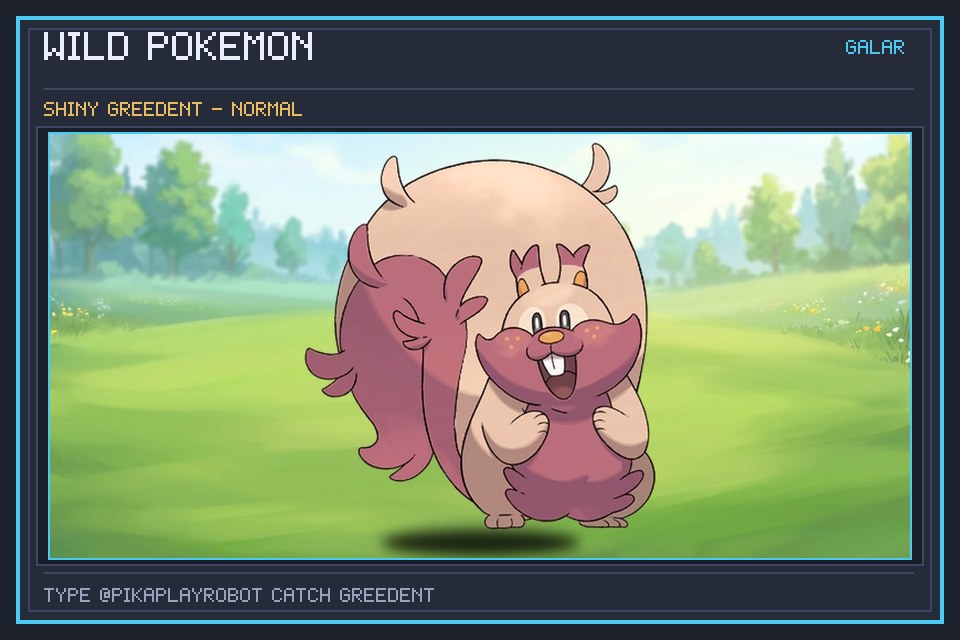 WILD POKEMON
GALAR
SHINY GREEDENT - NORMAL
TYPE @PIKAPLAYROBOT CATCH GREEDENT